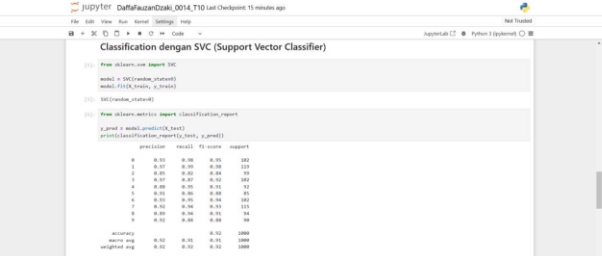 jupyter DaffaFauzanDzaki_0014_T10 Last Checkpoint: 15 minutes ago
File Edit View Run Kernel Settings Help Not Trusted
Code JupyterLab Python 3 (ipykernel)
Classification dengan SVC (Support Vector Classifier)
from sklearn.svm import SVC
model = SVC(random_state=0)
model.fit(X_train, y_train)
SVC(random_state=0)
from sklearn.metrics import classification_report
y_pred = model.predict(X_test)
print(classification_report(y_test, y_pred))
precision recall f1-score support
0 0.93 0.98 0.95 102
1 0.97 0.99 0.98 119
2 0.85 0.82 0.84 99
3 0.97 0.87 0.92 102
4 0.88 0.95 0.91 92
5 0.91 0.86 0.88 85
6 0.93 0.95 0.94 102
7 0.92 0.94 0.93 115
8 0.89 0.94 0.91 94
9 0.92 0.84 0.88 90
accuracy 0.92 1000
macro avg 0.92 0.91 0.91 1000
weighted avg 0.92 0.92 0.92 1000